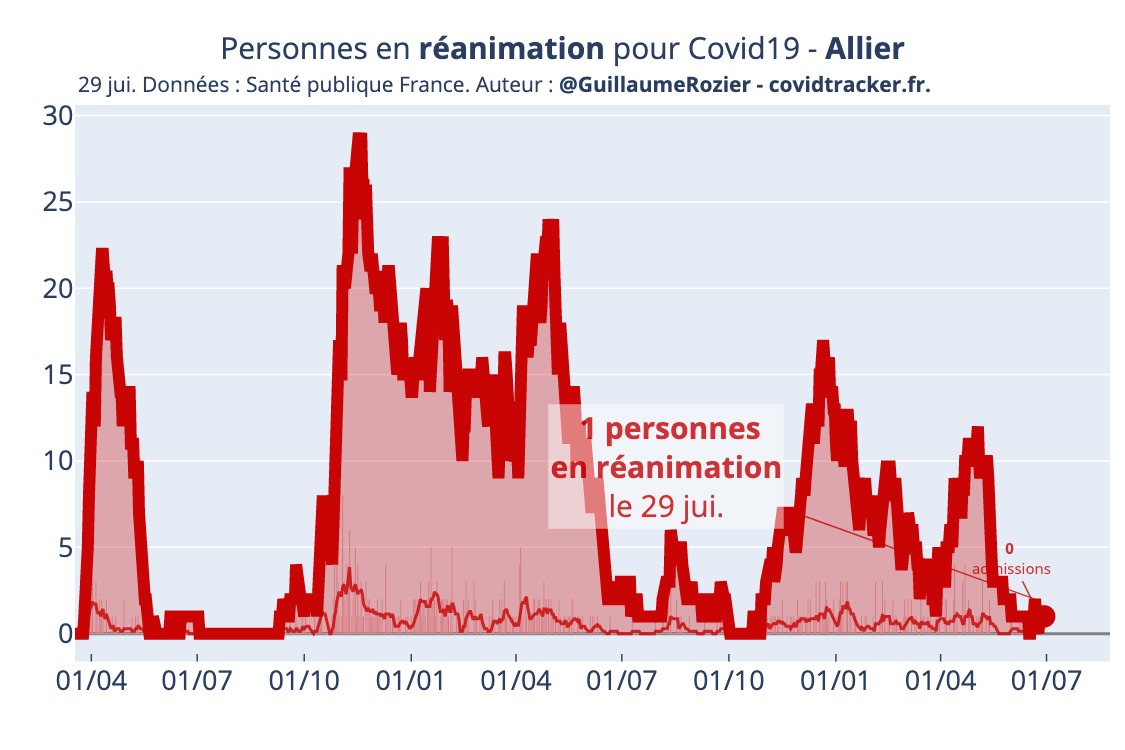 Personnes en réanimation pour Covid19 - Allier
29 jui. Données : Santé publique France. Auteur : @GuillaumeRozier - covidtracker.fr.
30
25
20
15
10
5
0
1 personnes
en réanimation
le 29 jui.
0
admissions
01/04 01/07 01/10 01/01 01/04 01/07 01/10 01/01 01/04 01/07